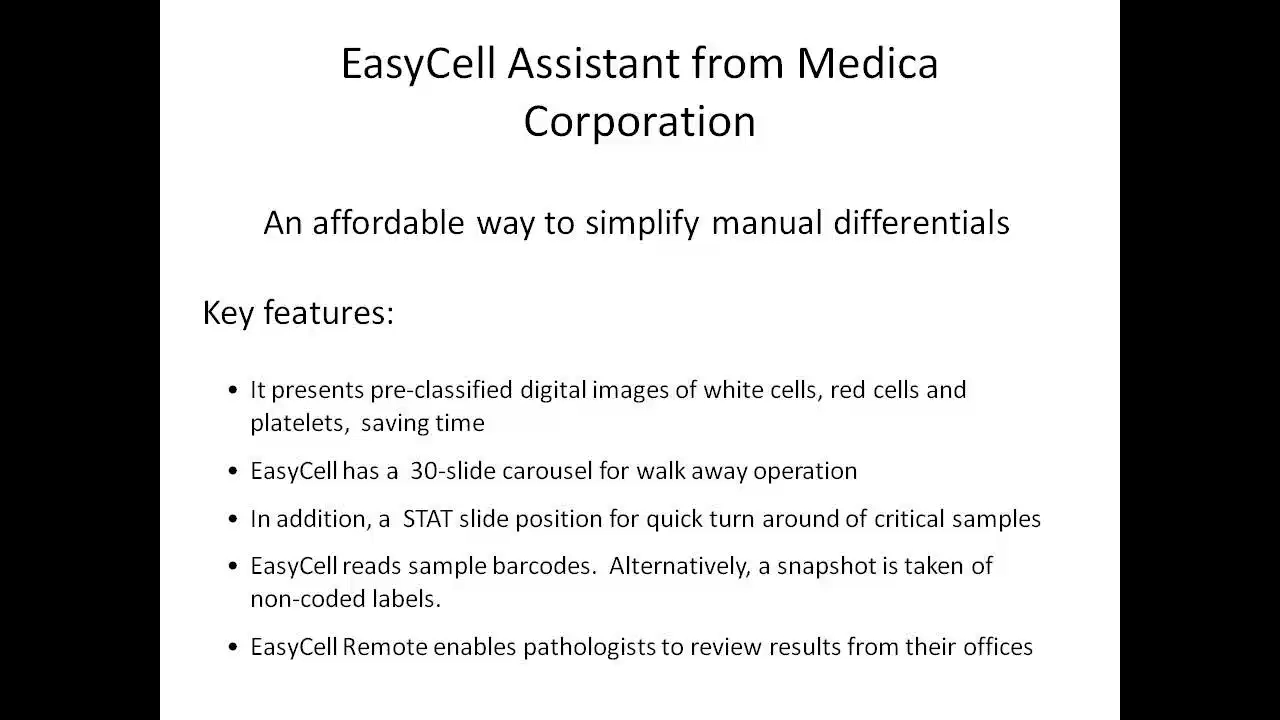 EasyCell Assistant from Medica
Corporation
An affordable way to simplify manual differentials
Key features:
• It presents pre-classified digital images of white cells, red cells and
platelets,  saving time
• EasyCell has a  30-slide carousel for walk away operation
• In addition, a  STAT slide position for quick turn around of critical samples
• EasyCell reads sample barcodes.  Alternatively, a snapshot is taken of
non-coded labels.
• EasyCell Remote enables pathologists to review results from their offices